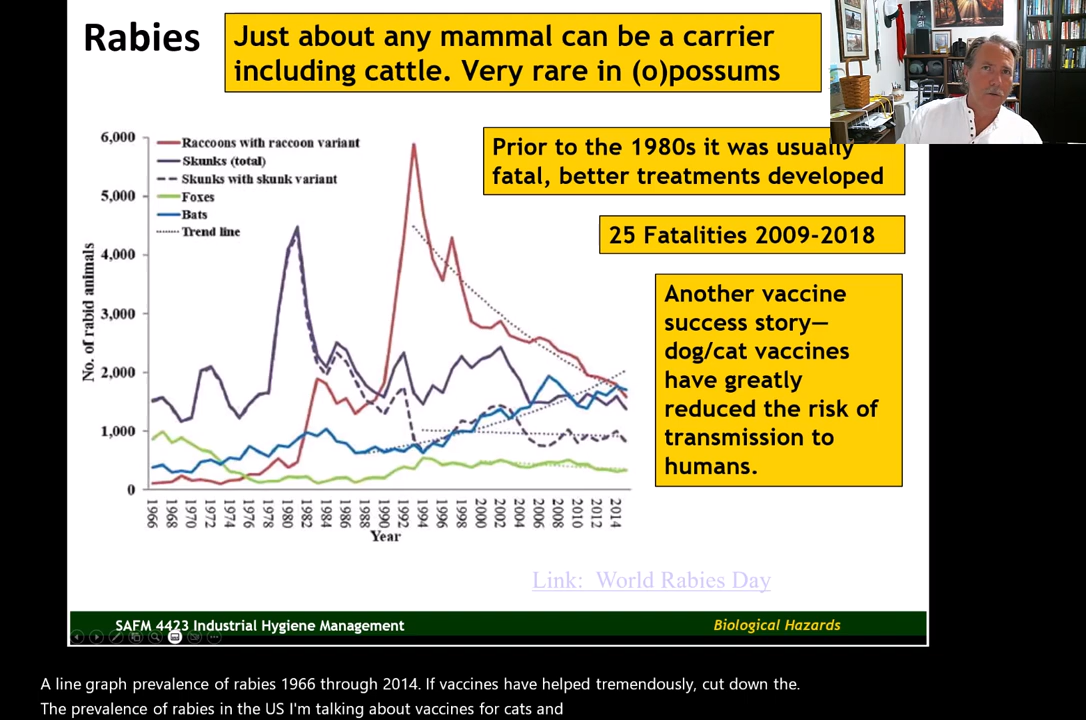 Rabies
Just about any mammal can be a carrier
including cattle. Very rare in (o)possums
Prior to the 1980s it was usually
fatal, better treatments developed
25 Fatalities 2009-2018
Another vaccine
success story—
dog/cat vaccines
have greatly
reduced the risk of
transmission to
humans.
6,000
5,000
4,000
3,000
2,000
1,000
0
No. of rabid animals
Raccoons with raccoon variant
Skunks (total)
Skunks with skunk variant
Foxes
Bats
Trend line
1966
1968
1970
1972
1974
1976
1978
1980
1982
1984
1986
1988
1990
1992
1994
1996
1998
2000
2002
2004
2006
2008
2010
2012
2014
Year
Link: World Rabies Day
SAFM 4423 Industrial Hygiene Management
Biological Hazards
A line graph prevalence of rabies 1966 through 2014. If vaccines have helped tremendously, cut down the.
The prevalence of rabies in the US I'm talking about vaccines for cats and